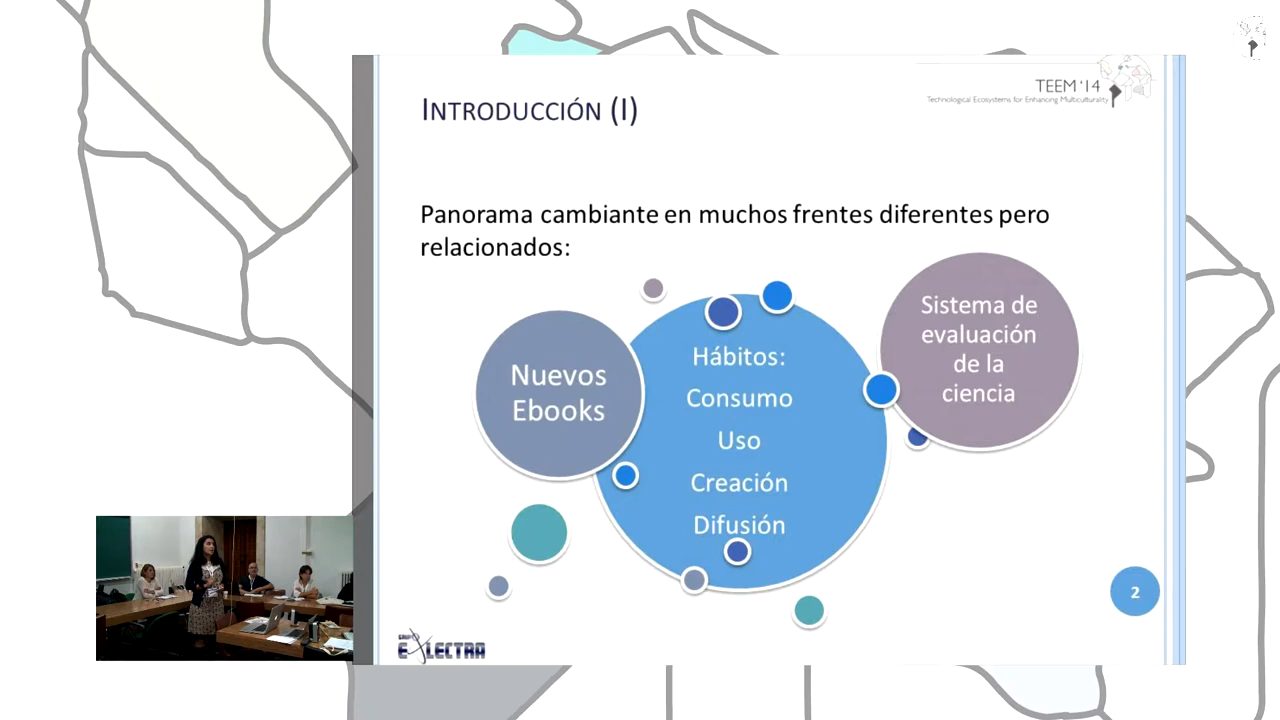 INTRODUCCIÓN (I)
TEEM '14
Technological Ecosystems for Enhancing Multiculturality
Panorama cambiante en muchos frentes diferentes pero
relacionados:
Nuevos
Ebooks
Hábitos:
Consumo
Uso
Creación
Difusión
Sistema de
evaluación
de la
ciencia
2
GRUPO
E LECTRA